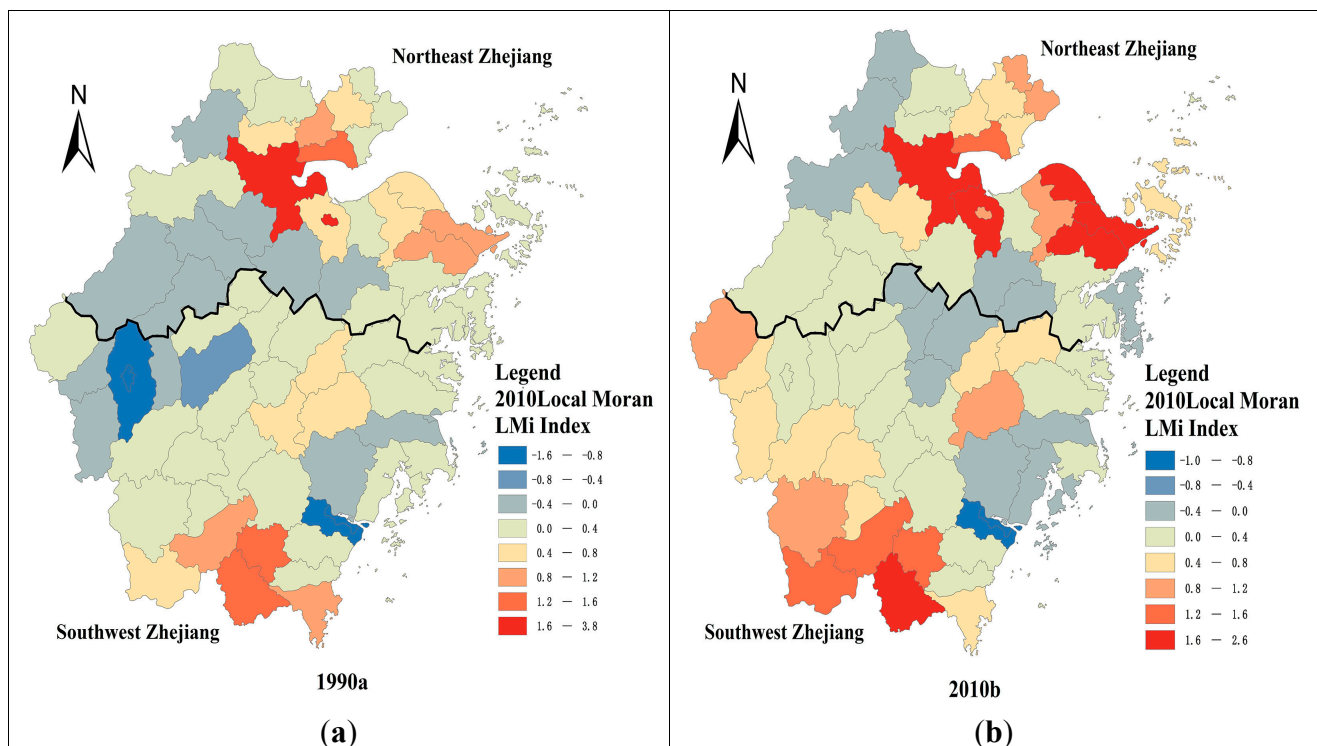 Northeast Zhejiang
N
Legend
2010Local Moran
LMi Index
-1.6 — -0.8
-0.8 — -0.4
-0.4 — 0.0
0.0 — 0.4
0.4 — 0.8
0.8 — 1.2
1.2 — 1.6
1.6 — 3.8
Southwest Zhejiang
1990a
(a)
Northeast Zhejiang
N
Legend
2010Local Moran
LMi Index
-1.0 — -0.8
-0.8 — -0.4
-0.4 — 0.0
0.0 — 0.4
0.4 — 0.8
0.8 — 1.2
1.2 — 1.6
1.6 — 2.6
Southwest Zhejiang
2010b
(b)